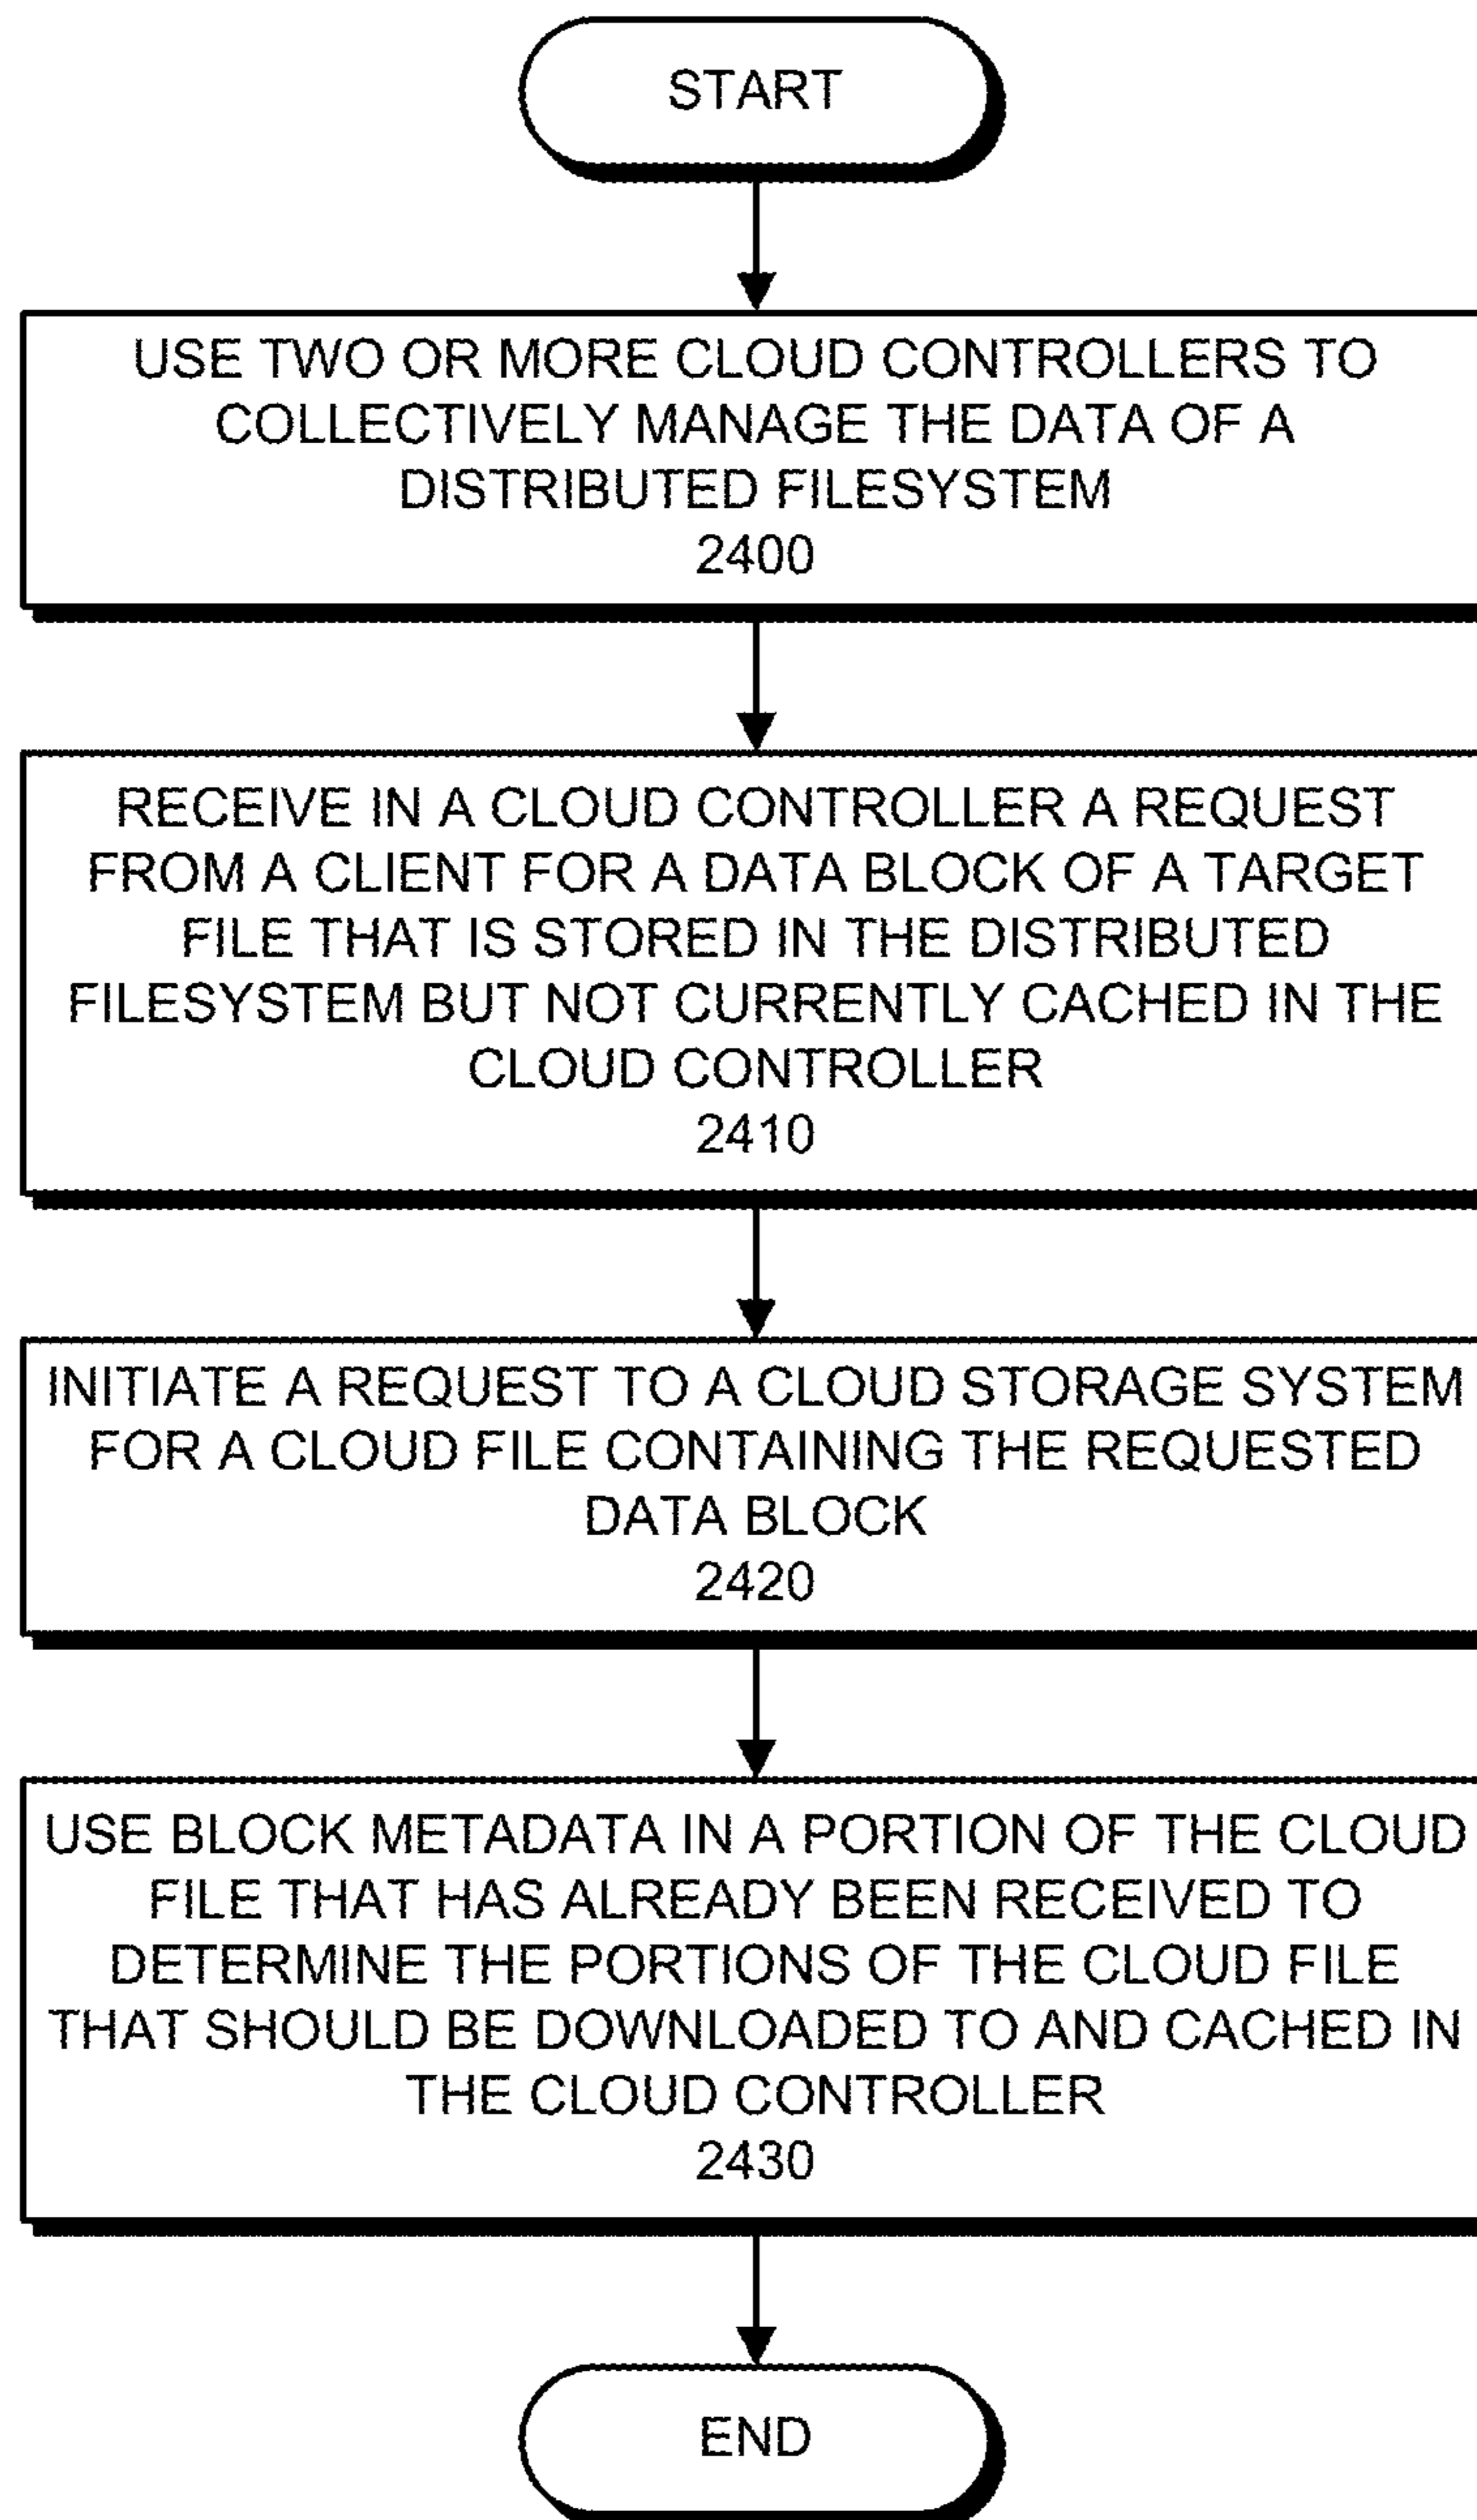 START
USE TWO OR MORE CLOUD CONTROLLERS TO
COLLECTIVELY MANAGE THE DATA OF A
DISTRIBUTED FILESYSTEM
2400
RECEIVE IN A CLOUD CONTROLLER A REQUEST
FROM A CLIENT FOR A DATA BLOCK OF A TARGET
FILE THAT IS STORED IN THE DISTRIBUTED
FILESYSTEM BUT NOT CURRENTLY CACHED IN THE
CLOUD CONTROLLER
2410
INITIATE A REQUEST TO A CLOUD STORAGE SYSTEM
FOR A CLOUD FILE CONTAINING THE REQUESTED
DATA BLOCK
2420
USE BLOCK METADATA IN A PORTION OF THE CLOUD
FILE THAT HAS ALREADY BEEN RECEIVED TO
DETERMINE THE PORTIONS OF THE CLOUD FILE
THAT SHOULD BE DOWNLOADED TO AND CACHED IN
THE CLOUD CONTROLLER
2430
END